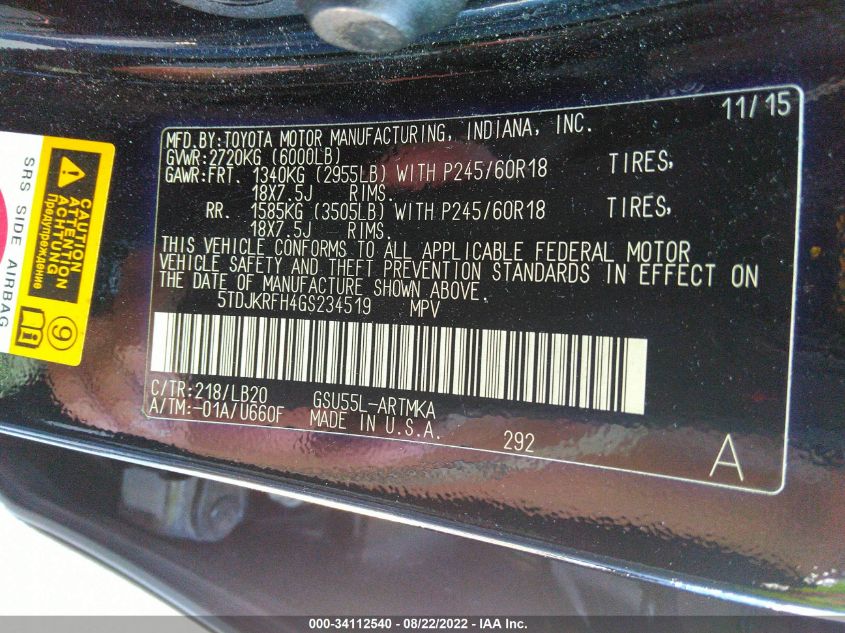 11/15
MFD.BY:TOYOTA MOTOR MANUFACTURING, INDIANA, INC.
GVWR:2720KG (6000LB)
GAWR:FRT. 1340KG (2955LB) WITH P245/60R18 TIRES,
18X7.5J RIMS.
RR. 1585KG (3505LB) WITH P245/60R18 TIRES,
18X7.5J RIMS.
THIS VEHICLE CONFORMS TO ALL APPLICABLE FEDERAL MOTOR
VEHICLE SAFETY AND THEFT PREVENTION STANDARDS IN EFFECT ON
THE DATE OF MANUFACTURE SHOWN ABOVE.
5TDJKRFH4GS234519 MPV
C/TR:218/LB20 GSU55L-ARTMKA
A/TM:-01A/U660F MADE IN U.S.A.
292
A
SRS SIDE AIRBAG
CAUTION
ATTENTION
ACHTUNG
Предупреждение
i
9
000-34112540 - 08/22/2022 - IAA Inc.